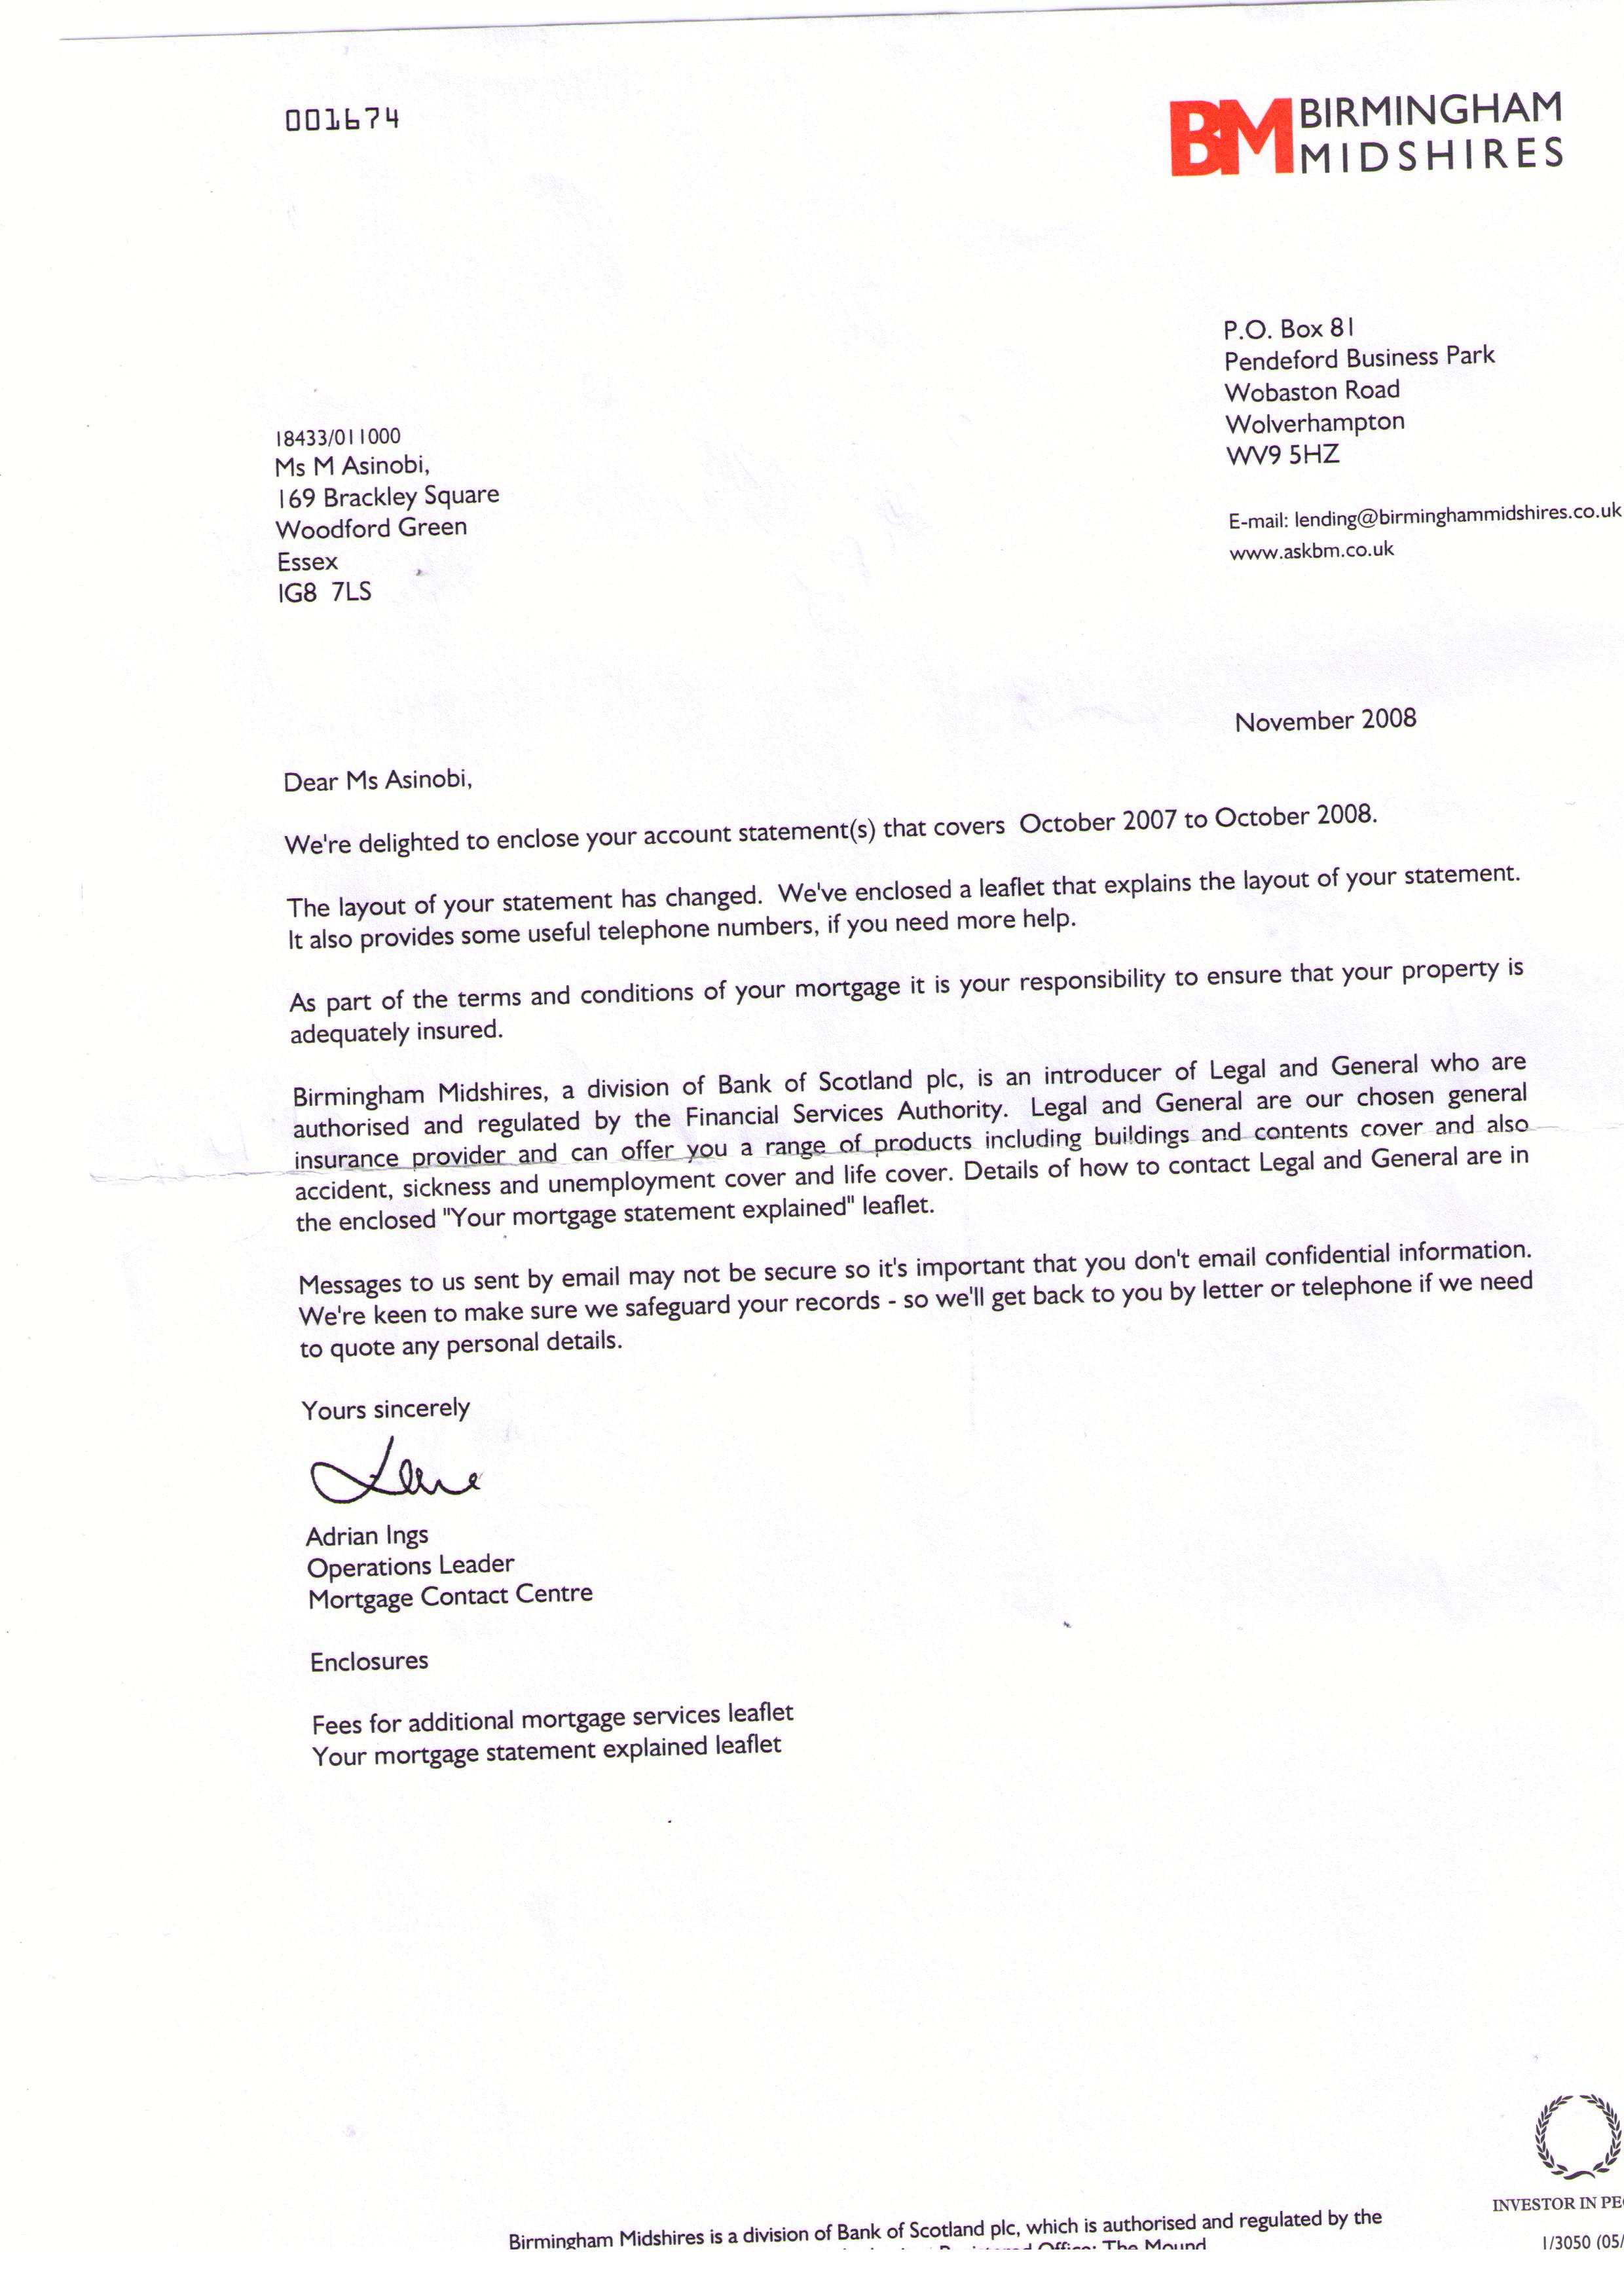 001674
BM BIRMINGHAM
MIDSHIRES
P.O. Box 81
Pendeford Business Park
Wobaston Road
Wolverhampton
WV9 5HZ
E-mail: lending@birminghammidshires.co.uk
www.askbm.co.uk
18433/011000
Ms M Asinobi,
169 Brackley Square
Woodford Green
Essex
IG8  7LS
November 2008
Dear Ms Asinobi,
We're delighted to enclose your account statement(s) that covers  October 2007 to October 2008.
The layout of your statement has changed.  We've enclosed a leaflet that explains the layout of your statement.
It also provides some useful telephone numbers, if you need more help.
As part of the terms and conditions of your mortgage it is your responsibility to ensure that your property is
adequately insured.
Birmingham Midshires, a division of Bank of Scotland plc, is an introducer of Legal and General who are
authorised and regulated by the Financial Services Authority.  Legal and General are our chosen general
insurance provider and can offer you a range of products including buildings and contents cover and also
accident, sickness and unemployment cover and life cover. Details of how to contact Legal and General are in
the enclosed "Your mortgage statement explained" leaflet.
Messages to us sent by email may not be secure so it's important that you don't email confidential information.
We're keen to make sure we safeguard your records - so we'll get back to you by letter or telephone if we need
to quote any personal details.
Yours sincerely
Adrian Ings
Operations Leader
Mortgage Contact Centre
Enclosures
Fees for additional mortgage services leaflet
Your mortgage statement explained leaflet
INVESTOR IN PE
Birmingham Midshires is a division of Bank of Scotland plc, which is authorised and regulated by the
Office: The Mound
1/3050 (05/